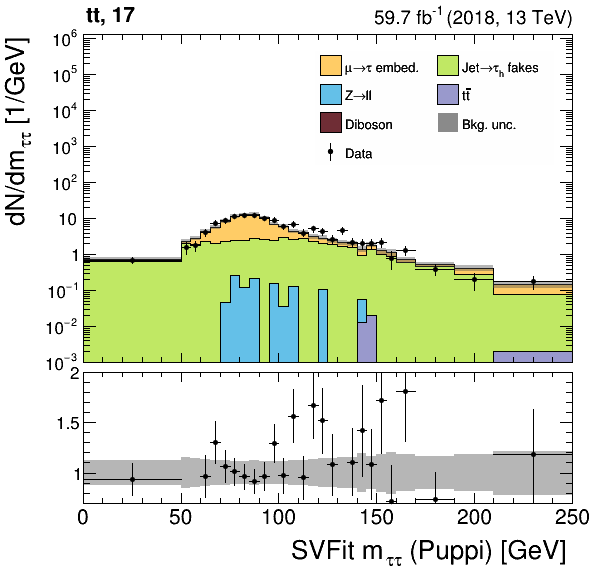 tt, 17 59.7 fb⁻¹ (2018, 13 TeV)
dN/dm_ττ [1/GeV]
10⁶
10⁵
10⁴
10³
10²
10
1
10⁻¹
10⁻²
10⁻³
μ→τ embed. Jet→τ_h fakes
Z→ll tt̄
Diboson Bkg. unc.
Data
2
1.5
1
0 50 100 150 200 250
SVFit m_ττ (Puppi) [GeV]